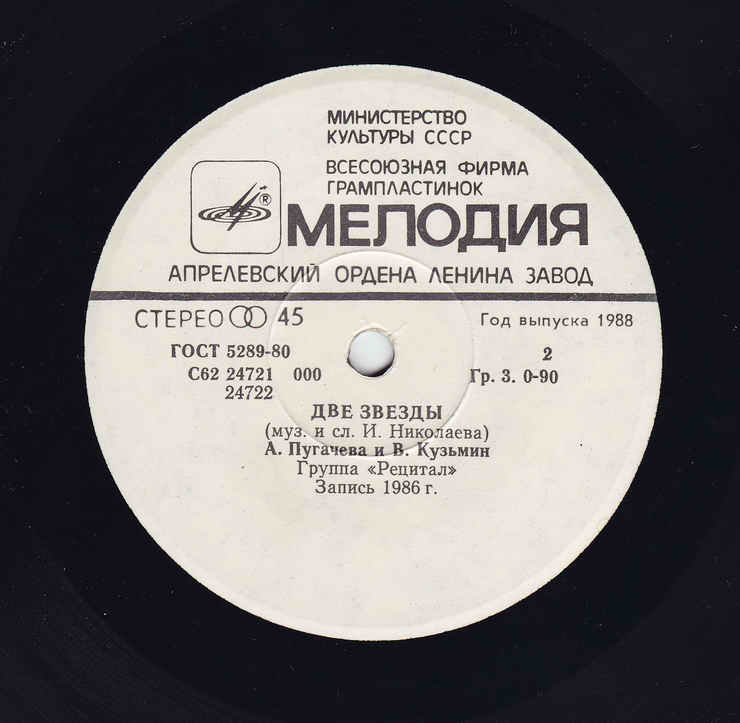 МИНИСТЕРСТВО
КУЛЬТУРЫ СССР
ВСЕСОЮЗНАЯ ФИРМА
ГРАМПЛАСТИНОК
®
МЕЛОДИЯ
АПРЕЛЕВСКИЙ ОРДЕНА ЛЕНИНА ЗАВОД
СТЕРЕО 45 Год выпуска 1988
ГОСТ 5289-80 2
С62 24721 000 Гр. 3. 0-90
24722
ДВЕ ЗВЕЗДЫ
(муз. и сл. И. Николаева)
А. Пугачева и В. Кузьмин
Группа «Рецитал»
Запись 1986 г.